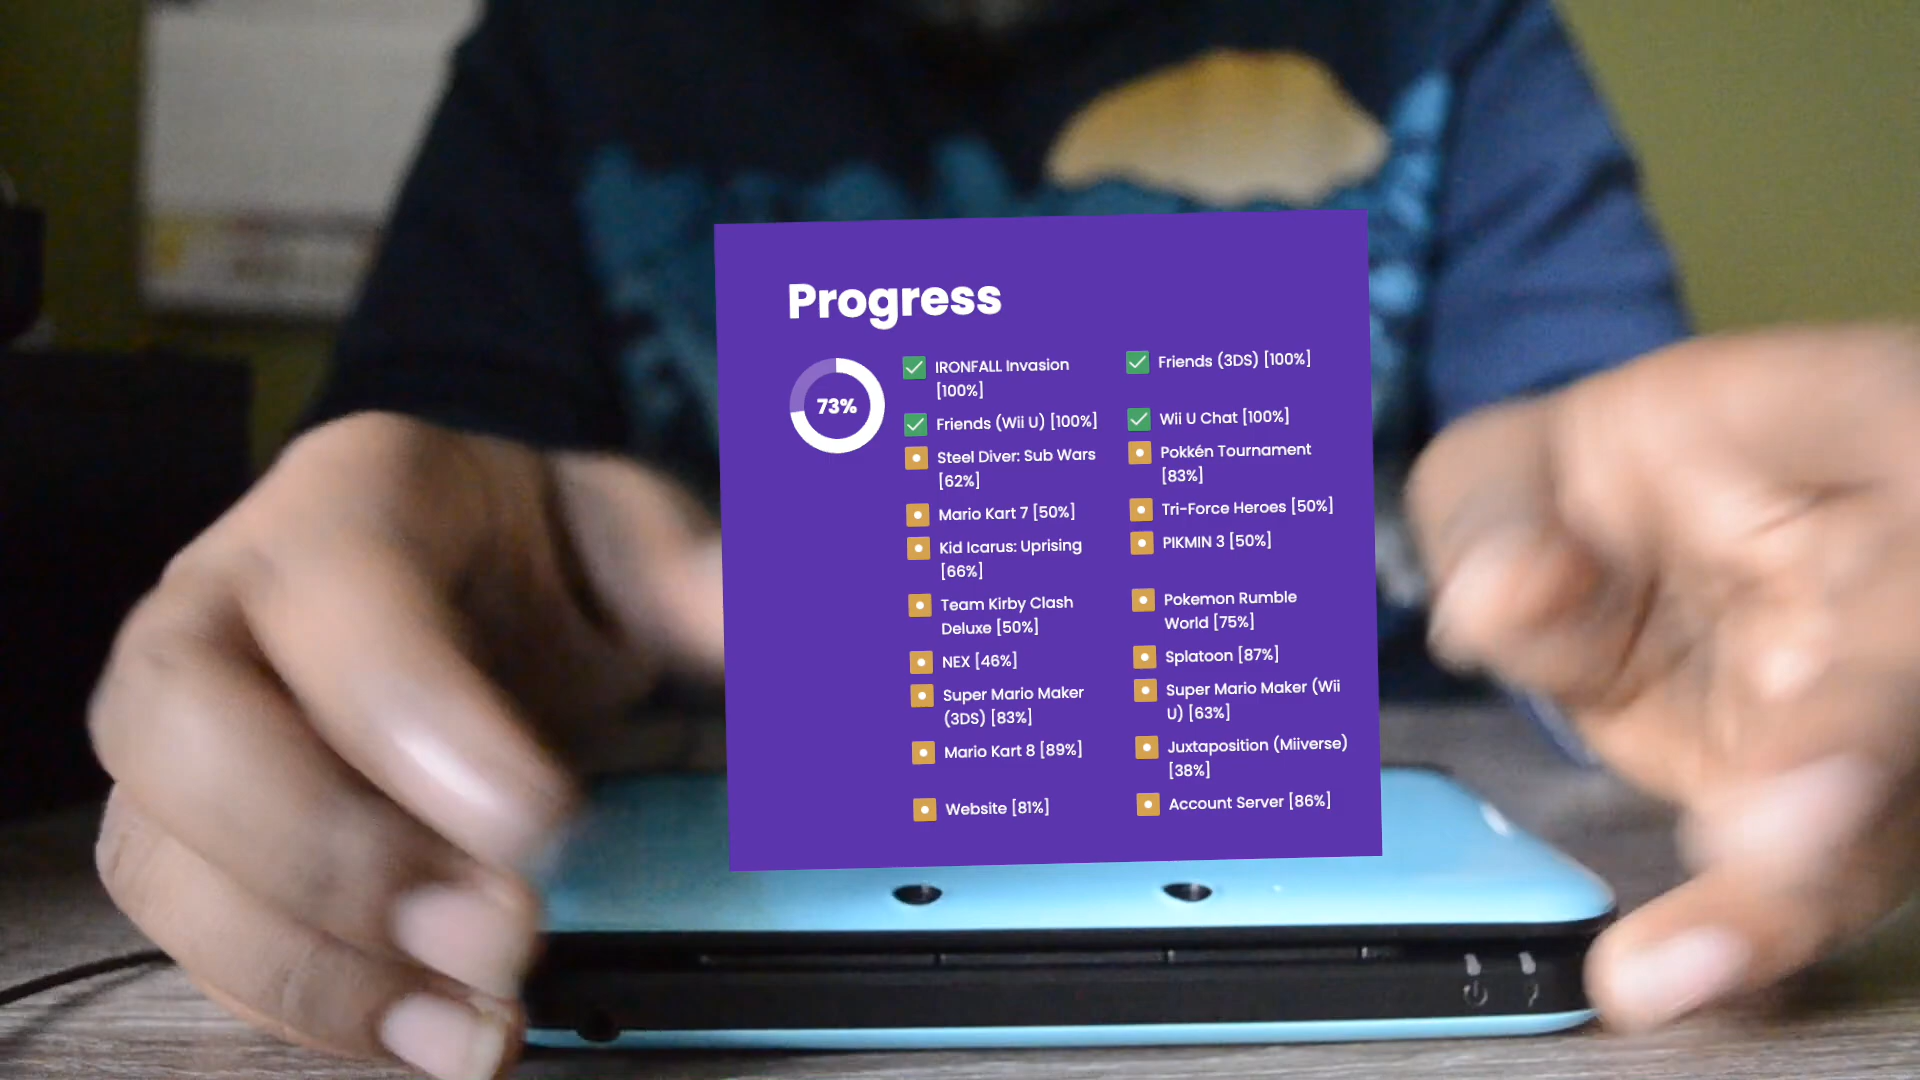 Progress
73%
IRONFALL Invasion
[100%]
Friends (3DS) [100%]
Friends (Wii U) [100%]
Wii U Chat [100%]
Steel Diver: Sub Wars
[62%]
Pokkén Tournament
[83%]
Mario Kart 7 [50%]
Tri-Force Heroes [50%]
Kid Icarus: Uprising
[66%]
PIKMIN 3 [50%]
Team Kirby Clash
Deluxe [50%]
Pokemon Rumble
World [75%]
NEX [46%]
Splatoon [87%]
Super Mario Maker
(3DS) [83%]
Super Mario Maker (Wii
U) [63%]
Mario Kart 8 [89%]
Juxtaposition (Miiverse)
[38%]
Website [81%]
Account Server [86%]